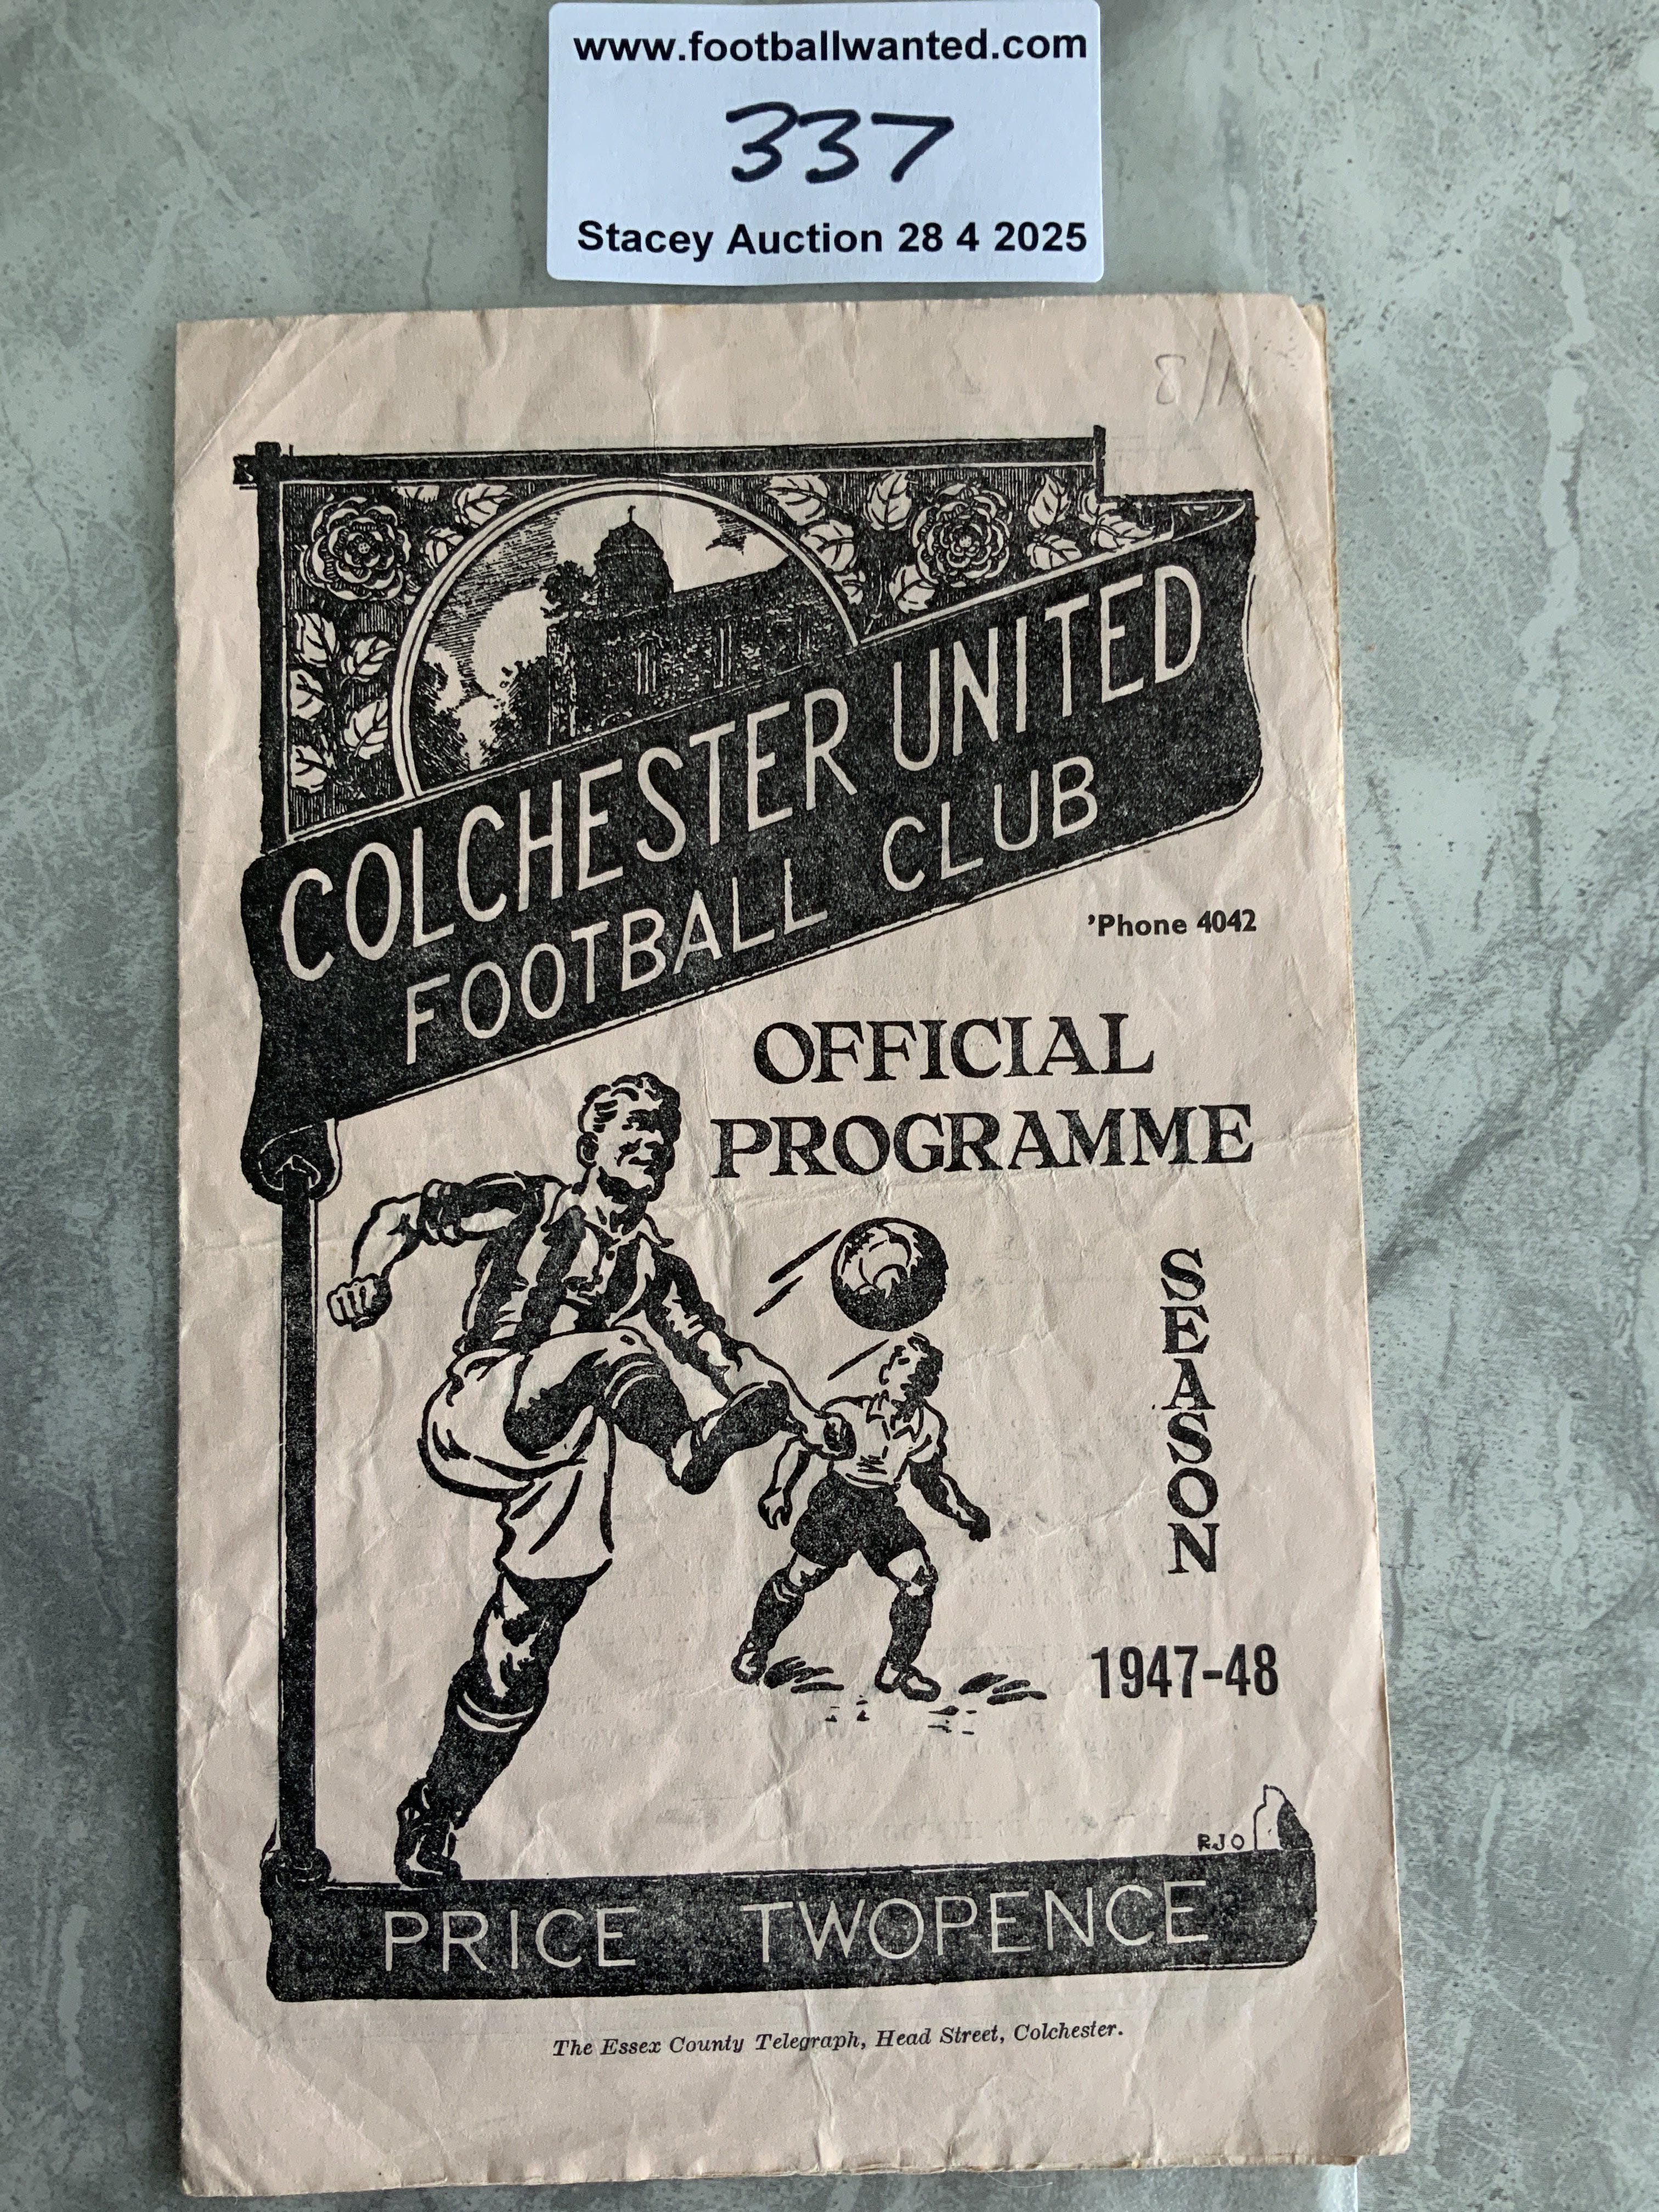 www.footballwanted.com
337
Stacey Auction 28 4 2025
COLCHESTER UNITED
FOOTBALL CLUB
'Phone 4042
OFFICIAL
PROGRAMME
SEASON
1947-48
RJO
PRICE TWOPENCE
The Essex County Telegraph, Head Street, Colchester.